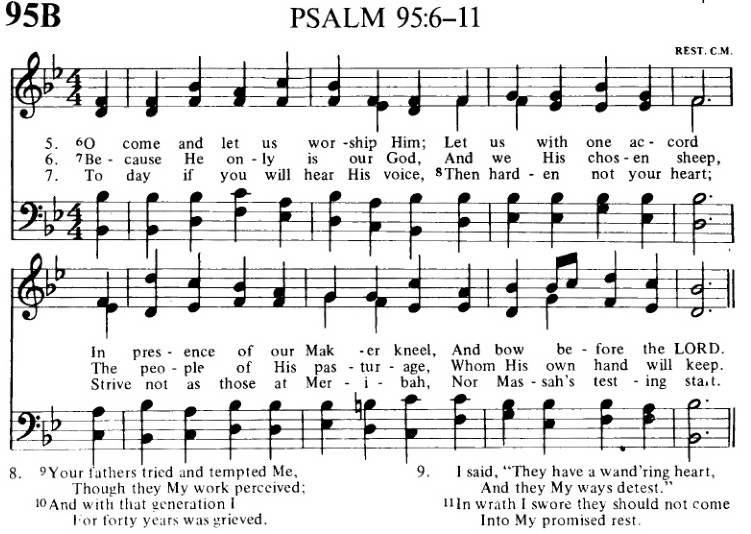 95B
PSALM 95:6–11
REST. C.M.
5. ⁶O come and let us wor-ship Him; Let us with one ac-cord
6. ⁷Be-cause He on-ly is our God, And we His chos-en sheep,
7. To day if you will hear His voice, ⁸Then hard-en not your heart;
In pres-ence of our Mak-er kneel, And bow be-fore the LORD.
The peo-ple of His pas-tur-age, Whom His own hand will keep.
Strive not as those at Mer-i-bah, Nor Mas-sah's test-ing start.
8. ⁹Your fathers tried and tempted Me,
Though they My work perceived;
¹⁰And with that generation I
For forty years was grieved.
9. I said, “They have a wand'ring heart,
And they My ways detest.”
¹¹In wrath I swore they should not come
Into My promised rest.